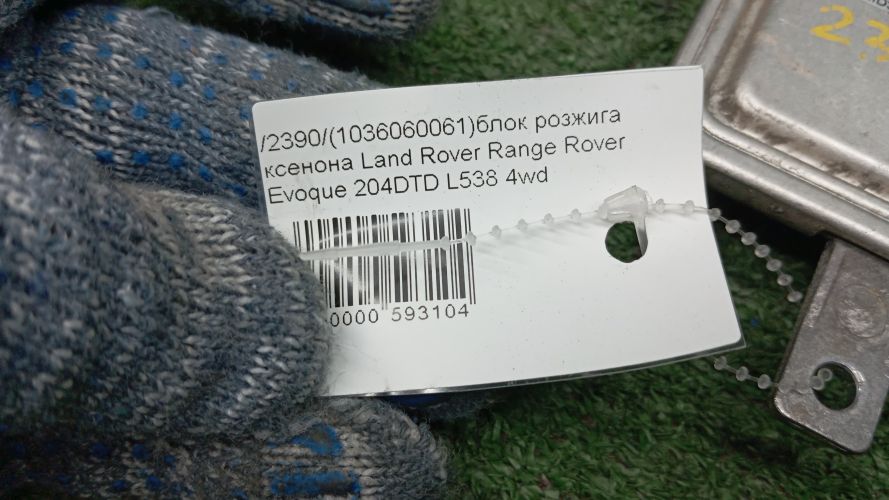 /2390/(1036060061)блок розжига
ксенона Land Rover Range Rover
Evoque 204DTD L538 4wd
0000 593104